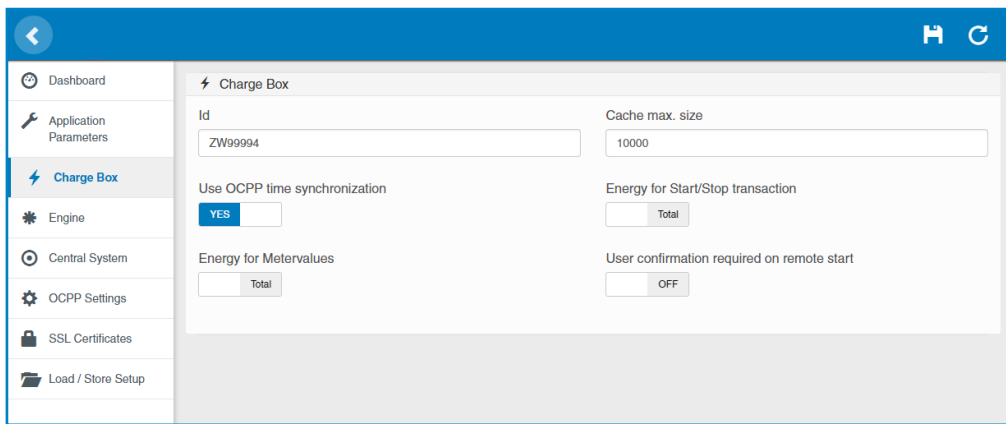 Dashboard
Application
Parameters
Charge Box
Engine
Central System
OCPP Settings
SSL Certificates
Load / Store Setup
Charge Box
Id
ZW99994
Cache max. size
10000
Use OCPP time synchronization
YES
Energy for Start/Stop transaction
Total
Energy for Metervalues
Total
User confirmation required on remote start
OFF